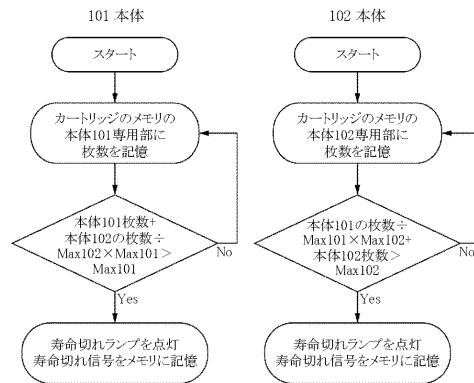 101 本体
スタート
カートリッジのメモリの
本体101専用部に
枚数を記憶
本体101枚数+
本体102の枚数÷
Max102×Max101>
Max101
No
Yes
寿命切れランプを点灯
寿命切れ信号をメモリに記憶
102 本体
スタート
カートリッジのメモリの
本体102専用部に
枚数を記憶
本体101の枚数÷
Max101×Max102+
本体102枚数>
Max102
No
Yes
寿命切れランプを点灯
寿命切れ信号をメモリに記憶